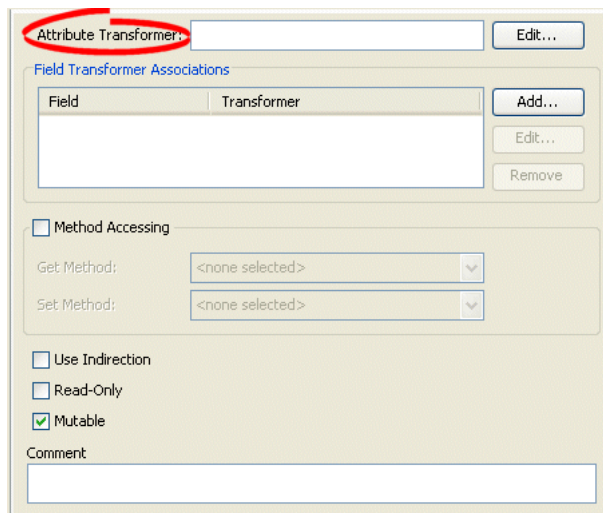 Attribute Transformer: Edit...
Field Transformer Associations
Field Transformer Add...
Edit...
Remove
Method Accessing
Get Method: <none selected>
Set Method: <none selected>
Use Indirection
Read-Only
Mutable
Comment